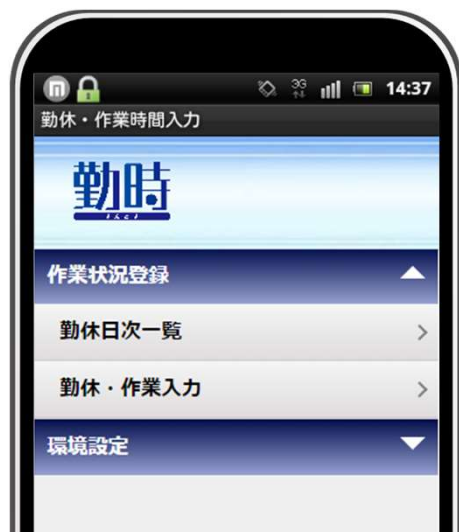 3G
14:37
勤休・作業時間入力
勤時
作業状況登録
勤休日次一覧
勤休・作業入力
環境設定